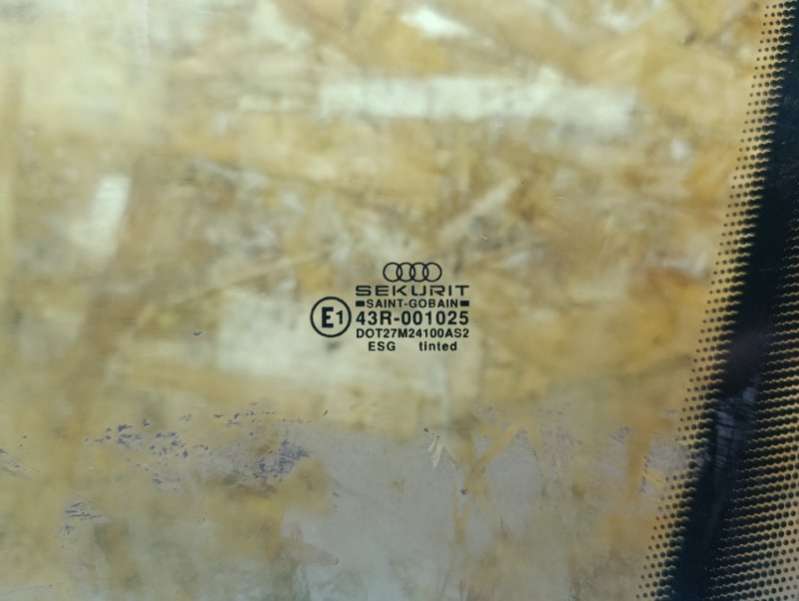 SEKURIT
SAINT-GOBAIN
E1 43R-001025
DOT27M24100AS2
ESG tinted